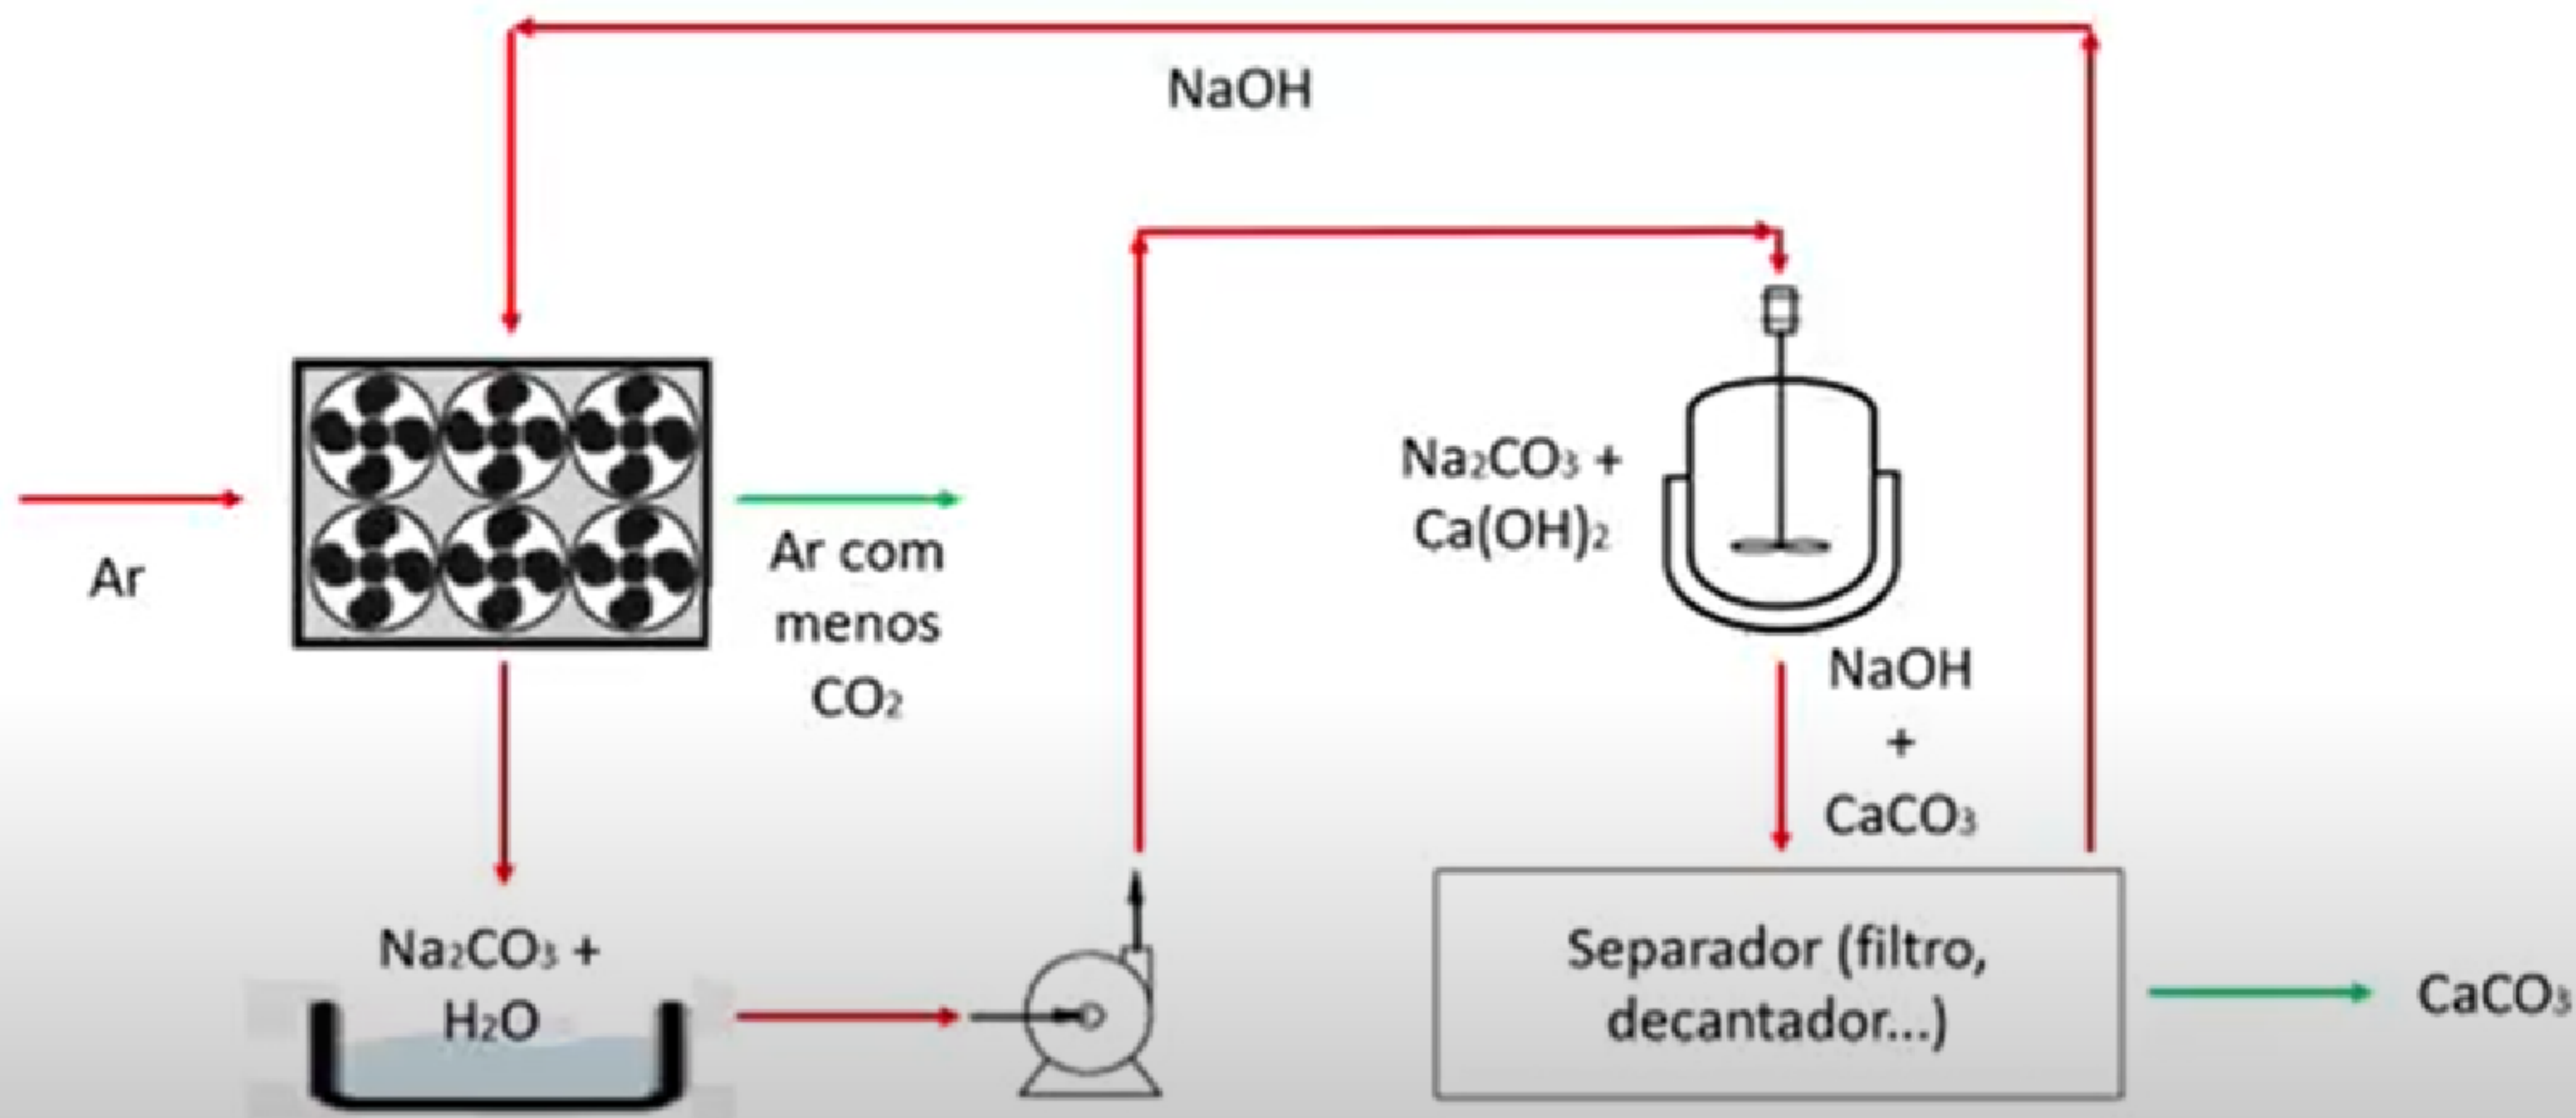 NaOH
Ar
Ar com
menos
CO₂
Na₂CO₃ +
H₂O
Na₂CO₃ +
Ca(OH)₂
NaOH
+
CaCO₃
Separador (filtro,
decantador...)
CaCO₃